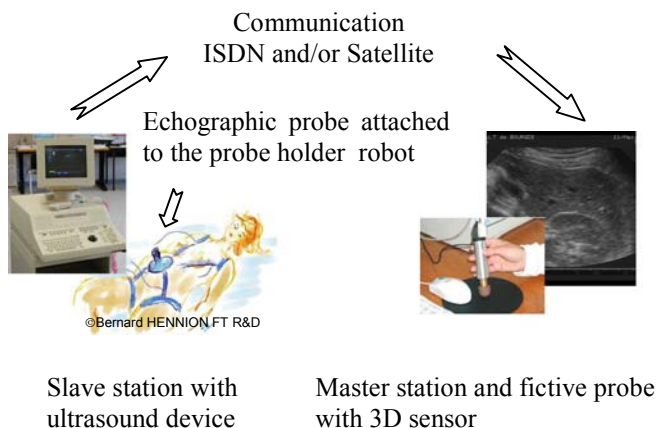 Communication
ISDN and/or Satellite
Echographic probe attached
to the probe holder robot
©Bernard HENNION FT R&D
Slave station with
ultrasound device
Master station and fictive probe
with 3D sensor